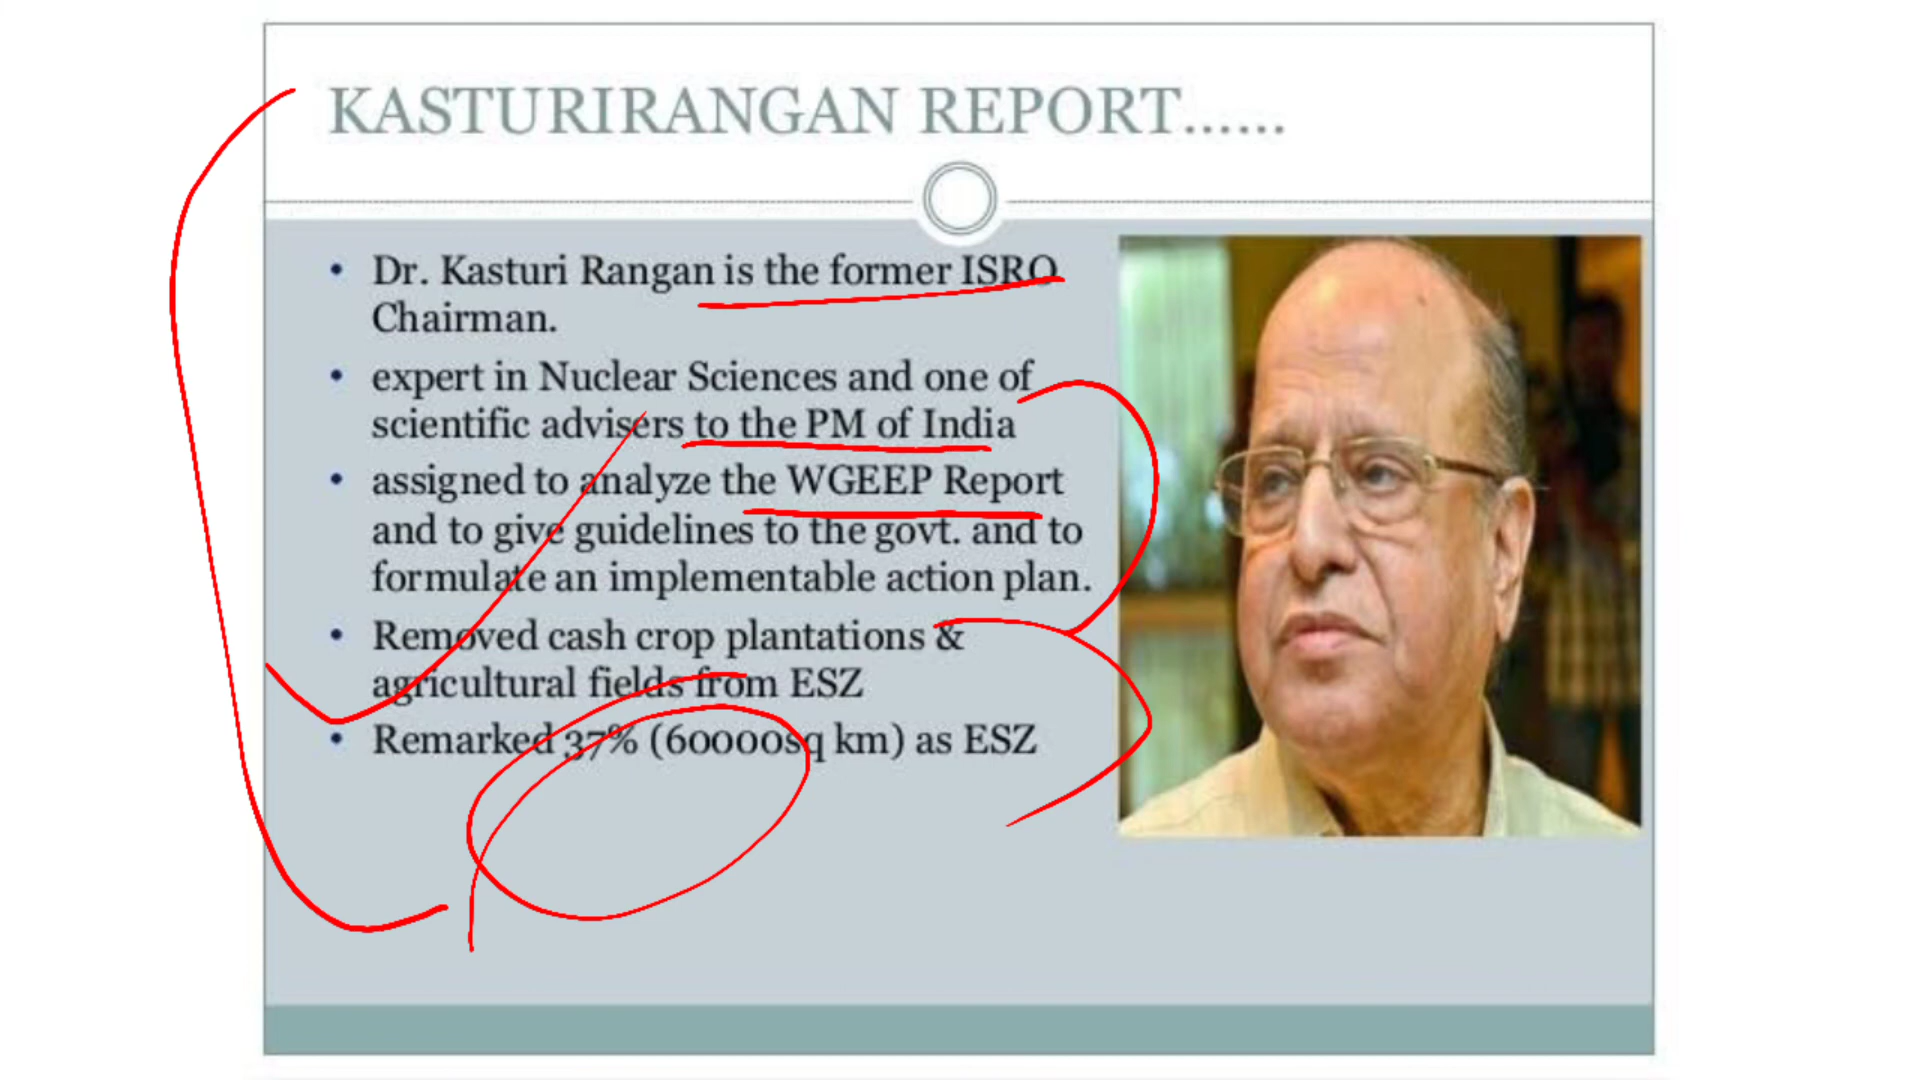 KASTURIRANGAN REPORT......
• Dr. Kasturi Rangan is the former ISRO
Chairman.
• expert in Nuclear Sciences and one of
scientific advisers to the PM of India
• assigned to analyze the WGEEP Report
and to give guidelines to the govt. and to
formulate an implementable action plan.
• Removed cash crop plantations &
agricultural fields from ESZ
• Remarked 37% (60000sq km) as ESZ